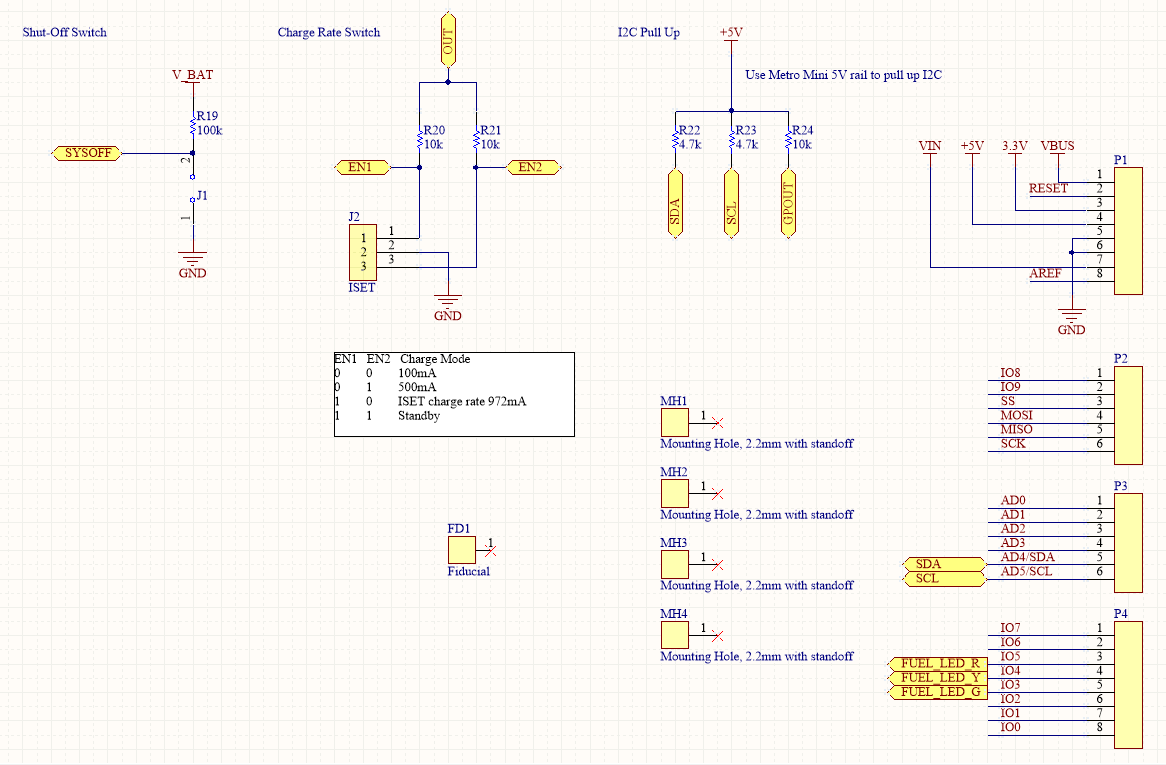 Shut-Off Switch
V_BAT
R19
100k
SYSOFF
2
J1
1
GND
Charge Rate Switch
OUT
R20
10k
R21
10k
EN1
EN2
J2
1
2
3
1
2
3
ISET
GND
EN1 EN2 Charge Mode
0 0 100mA
0 1 500mA
1 0 ISET charge rate 972mA
1 1 Standby
FD1
1
Fiducial
I2C Pull Up
+5V
Use Metro Mini 5V rail to pull up I2C
R22
4.7k
R23
4.7k
R24
10k
SDA
SCL
GPOUT
MH1
1
Mounting Hole, 2.2mm with standoff
MH2
1
Mounting Hole, 2.2mm with standoff
MH3
1
Mounting Hole, 2.2mm with standoff
MH4
1
Mounting Hole, 2.2mm with standoff
VIN +5V 3.3V VBUS
P1
1
RESET 2
3
4
5
6
7
AREF 8
GND
P2
IO8 1
IO9 2
SS 3
MOSI 4
MISO 5
SCK 6
P3
AD0 1
AD1 2
AD2 3
AD3 4
SDA AD4/SDA 5
SCL AD5/SCL 6
P4
IO7 1
IO6 2
FUEL_LED_R IO5 3
FUEL_LED_Y IO4 4
FUEL_LED_G IO3 5
IO2 6
IO1 7
IO0 8